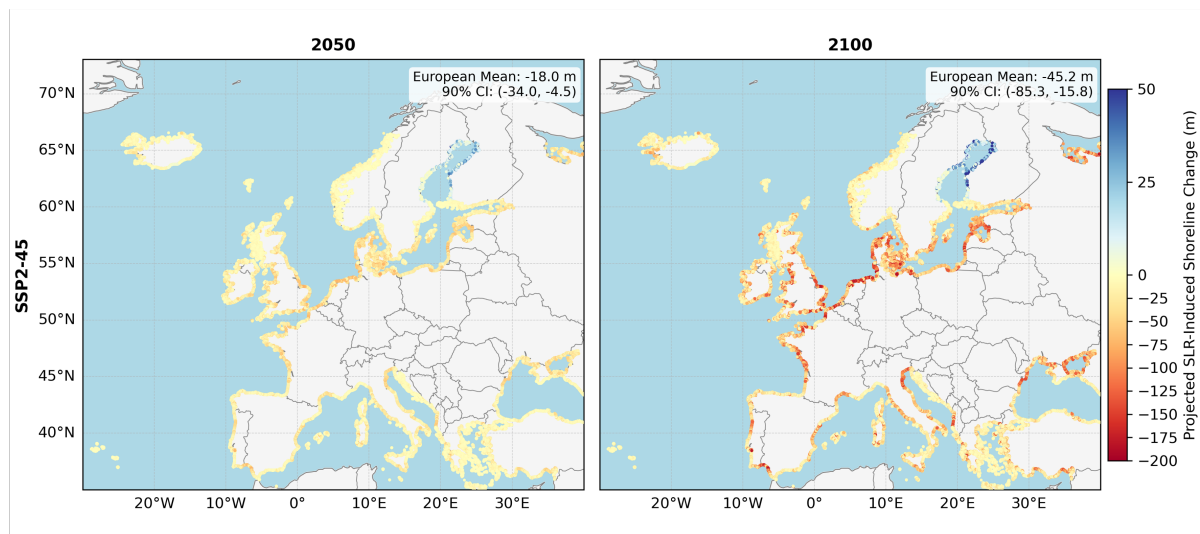 2050
2100
European Mean: -18.0 m
90% CI: (-34.0, -4.5)
European Mean: -45.2 m
90% CI: (-85.3, -15.8)
SSP2-45
70°N
65°N
60°N
55°N
50°N
45°N
40°N
20°W
10°W
0°
10°E
20°E
30°E
20°W
10°W
0°
10°E
20°E
30°E
50
25
0
−25
−50
−75
−100
−125
−150
−175
−200
Projected SLR-Induced Shoreline Change (m)